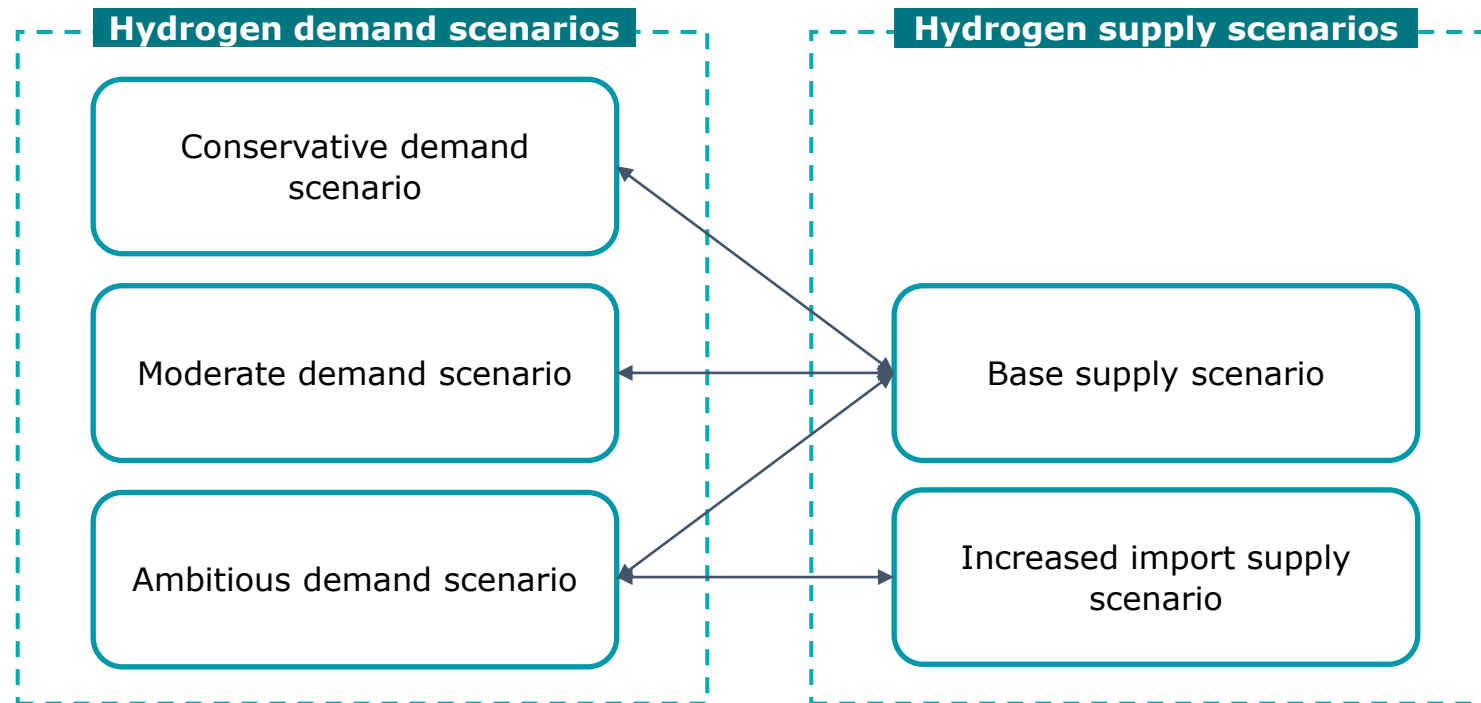 Hydrogen demand scenarios
Conservative demand
scenario
Moderate demand scenario
Ambitious demand scenario
Hydrogen supply scenarios
Base supply scenario
Increased import supply
scenario